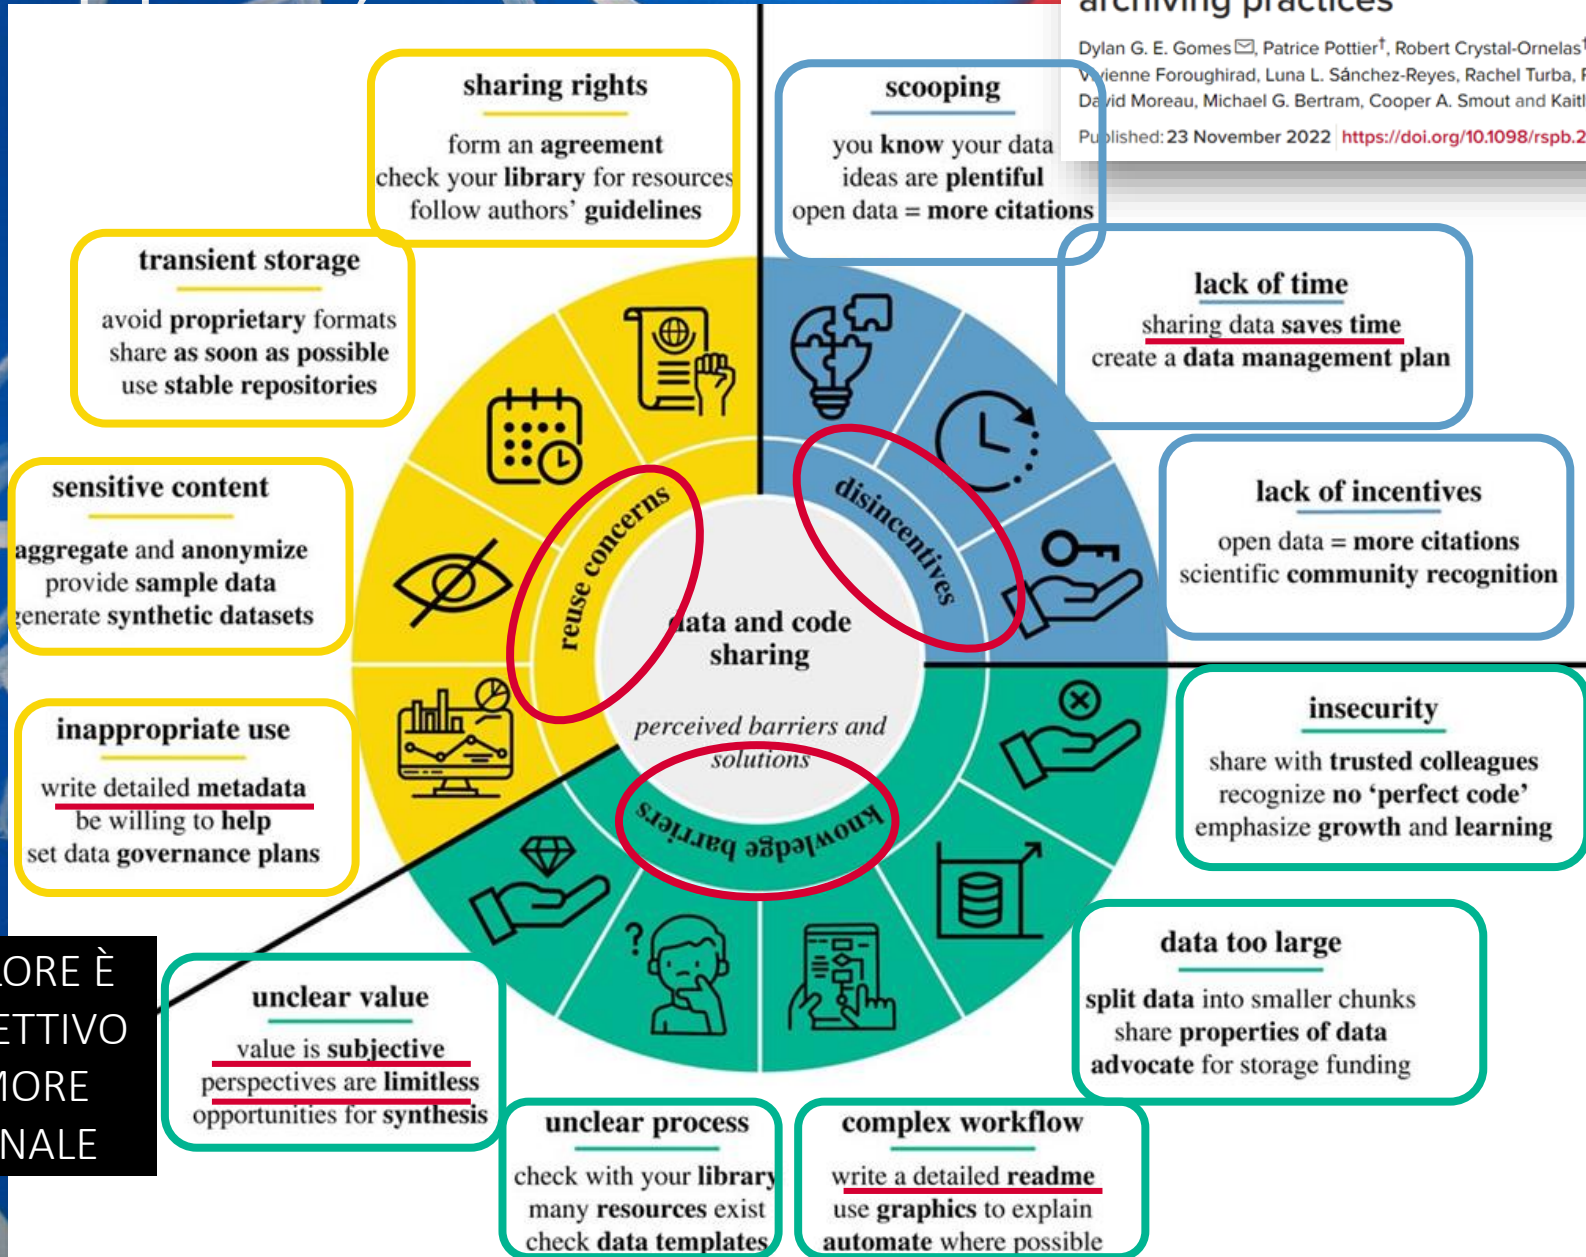 archiving practices
Dylan G. E. Gomes, Patrice Pottier†, Robert Crystal-Ornelas†
Vivienne Foroughirad, Luna L. Sánchez-Reyes, Rachel Turba,
David Moreau, Michael G. Bertram, Cooper A. Smout and
Published: 23 November 2022 https://doi.org/10.1098/rspb.2
sharing rights
form an agreement
check your library for resources
follow authors' guidelines
scooping
you know your data
ideas are plentiful
open data = more citations
transient storage
avoid proprietary formats
share as soon as possible
use stable repositories
lack of time
sharing data saves time
create a data management plan
sensitive content
aggregate and anonymize
provide sample data
generate synthetic datasets
lack of incentives
open data = more citations
scientific community recognition
reuse concerns
disincentives
data and code
sharing
perceived barriers and
solutions
knowledge barriers
inappropriate use
write detailed metadata
be willing to help
set data governance plans
insecurity
share with trusted colleagues
recognize no 'perfect code'
emphasize growth and learning
data too large
split data into smaller chunks
share properties of data
advocate for storage funding
LORE È
ETTIVO
MORE
NALE
unclear value
value is subjective
perspectives are limitless
opportunities for synthesis
unclear process
check with your library
many resources exist
check data templates
complex workflow
write a detailed readme
use graphics to explain
automate where possible